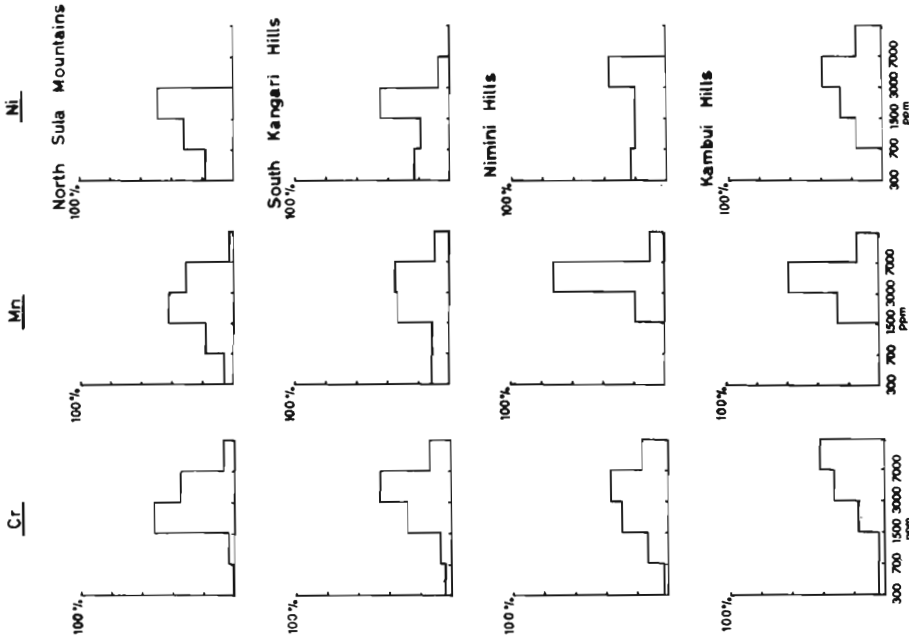 Cr
Mn
Ni
North Sula Mountains
100%
100%
100%
South Kangari Hills
100%
100%
100%
Nimini Hills
100%
100%
100%
Kambui Hills
100%
100%
100%
300 700 1500 3000 7000
ppm
300 700 1500 3000 7000
ppm
300 700 1500 3000 7000
ppm